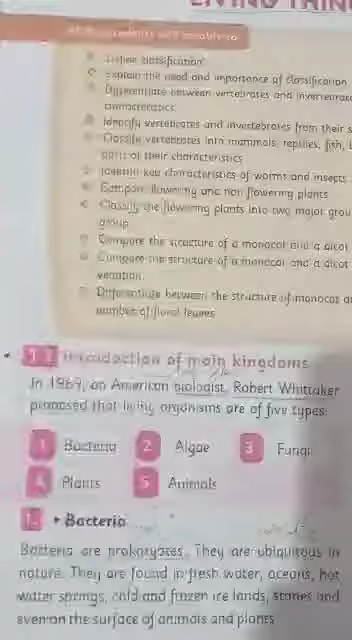 LIVING THIN
Define classification
Explain the need and importance of classification
Differentiate between vertebrates and invertebrates
characteristics
Identify vertebrates and invertebrates from their s
Classify vertebrates into mammals, reptiles, fish,
of their characteristics
Identify key characteristics of worms and insects
Compare flowering and non flowering plants
Classify the flowering plants into two major grou
group
Compare the structure of a monocot and a dicot
Compare the structure of a monocot and a dicot
venation
Differentiate between the structure of monocot a
number of floral leaves
1.1 Introduction of main kingdoms
In 1969, an American biologist, Robert Whittaker
proposed that living organisms are of five types:
1 Bacteria 2 Algae 3 Fungi
4 Plants 5 Animals
1. Bacteria
Bacteria are prokaryotes. They are ubiquitous in
nature. They are found in fresh water, oceans, hot
water springs, cold and frozen ice lands, stones and
even on the surface of animals and plants